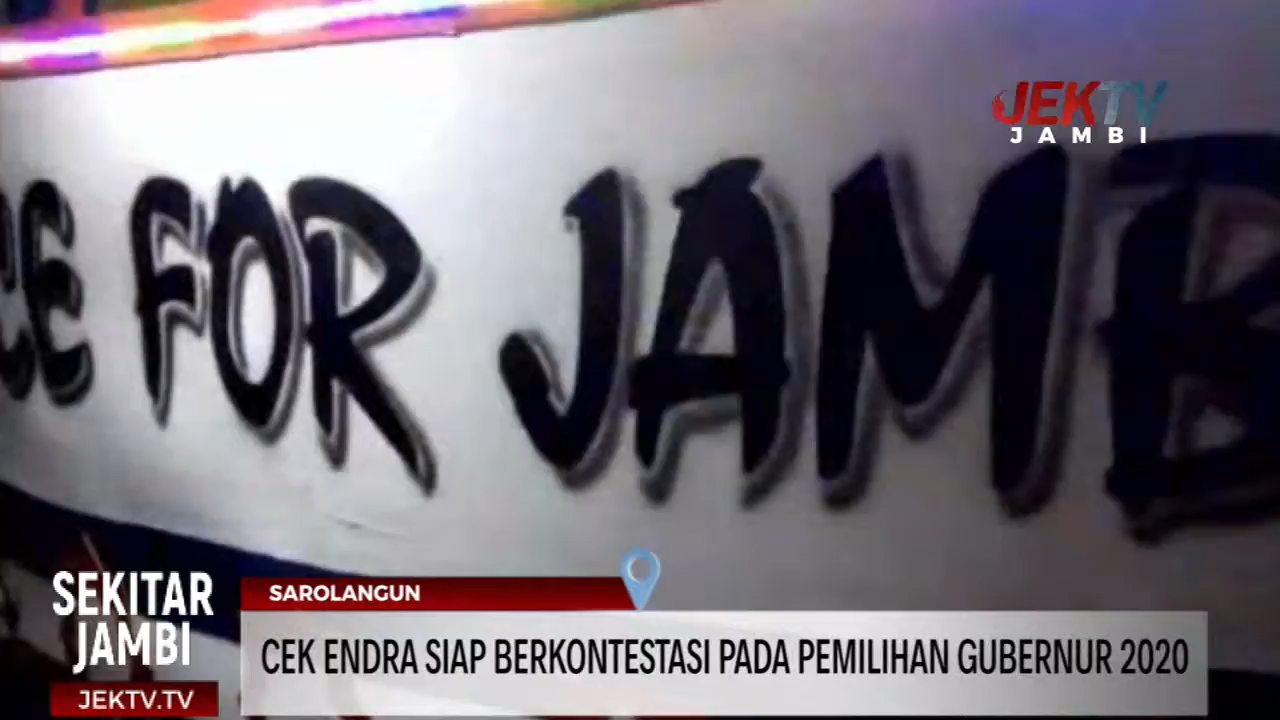 JEKTV
JAMBI
CE FOR JAMB
SEKITAR
JAMBI
JEKTV.TV
SAROLANGUN
CEK ENDRA SIAP BERKONTESTASI PADA PEMILIHAN GUBERNUR 2020